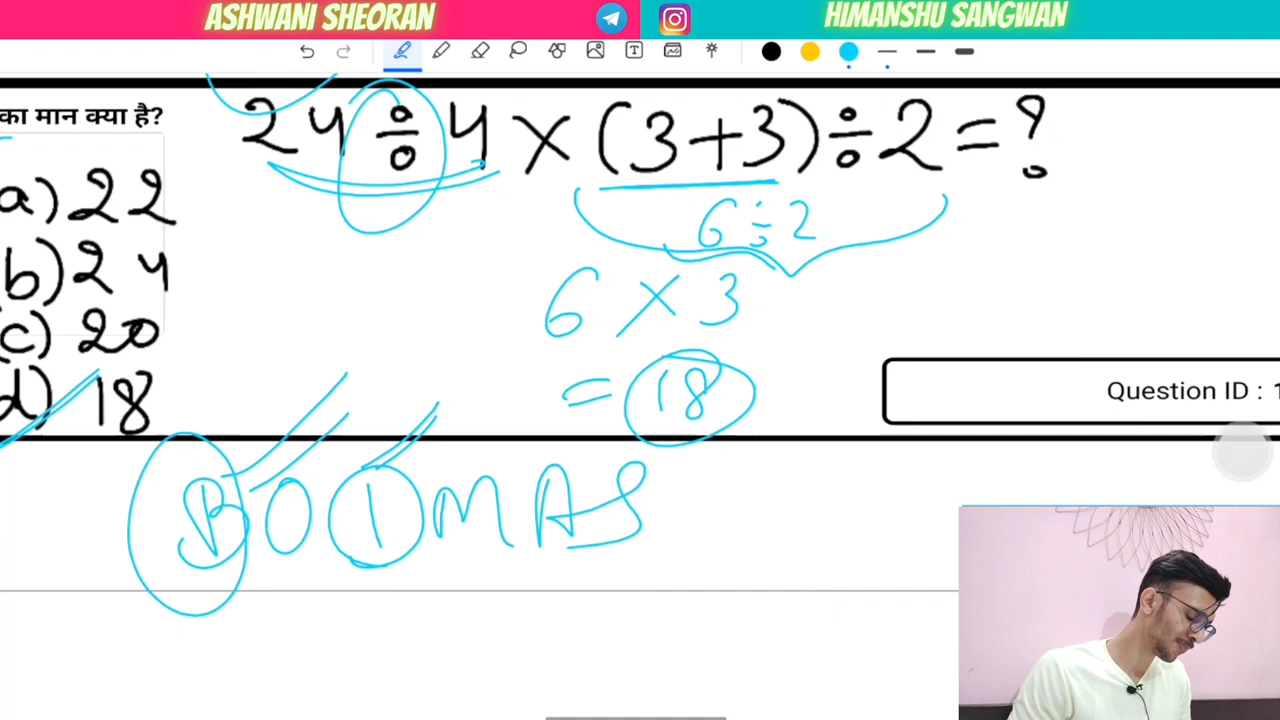 ASHWANI SHEORAN
HIMANSHU SANGWAN
का मान क्या है?
24 ÷ 4 × (3+3) ÷ 2 = ?
a) 22
b) 24
c) 20
d) 18
6 ÷ 2
6 × 3
= 18
Question ID : 1
BODMAS